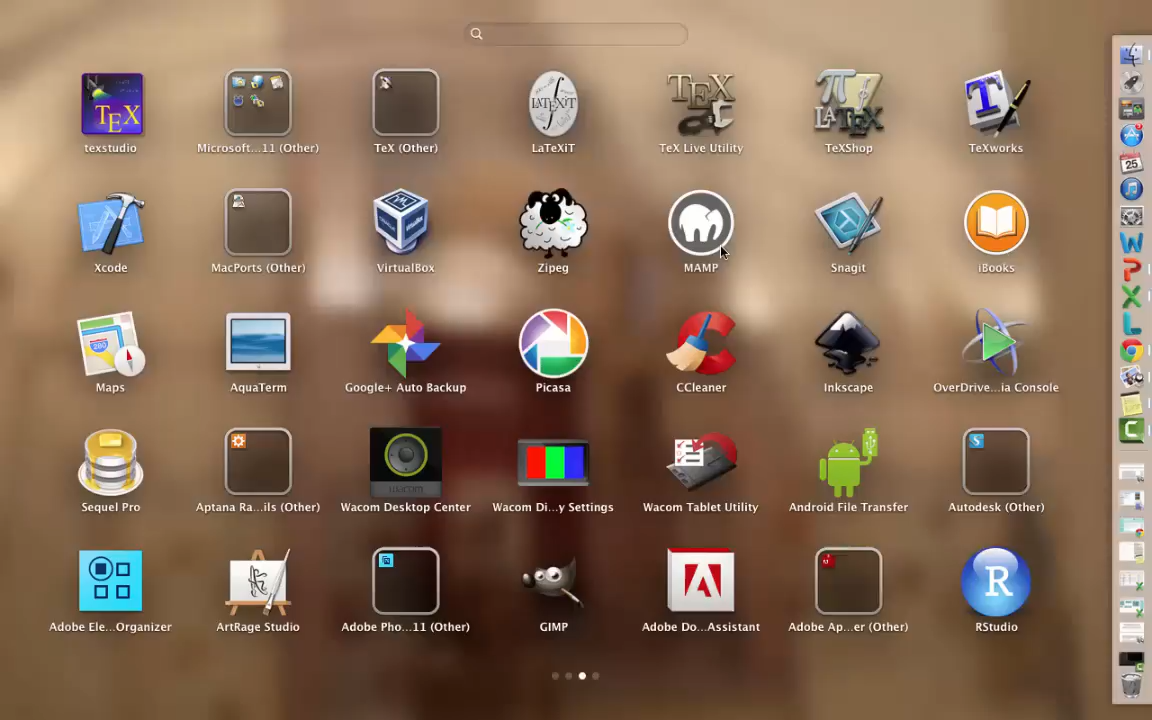 texstudio
Microsoft...11 (Other)
TeX (Other)
LaTeXiT
TeX Live Utility
TeXShop
TeXworks
Xcode
MacPorts (Other)
VirtualBox
Zipeg
MAMP
Snagit
iBooks
Maps
AquaTerm
Google+ Auto Backup
Picasa
CCleaner
Inkscape
OverDrive...ia Console
Sequel Pro
Aptana Ra...ils (Other)
Wacom Desktop Center
Wacom Di...y Settings
Wacom Tablet Utility
Android File Transfer
Autodesk (Other)
Adobe Ele...Organizer
ArtRage Studio
Adobe Pho...11 (Other)
GIMP
Adobe Do...Assistant
Adobe Ap...er (Other)
RStudio